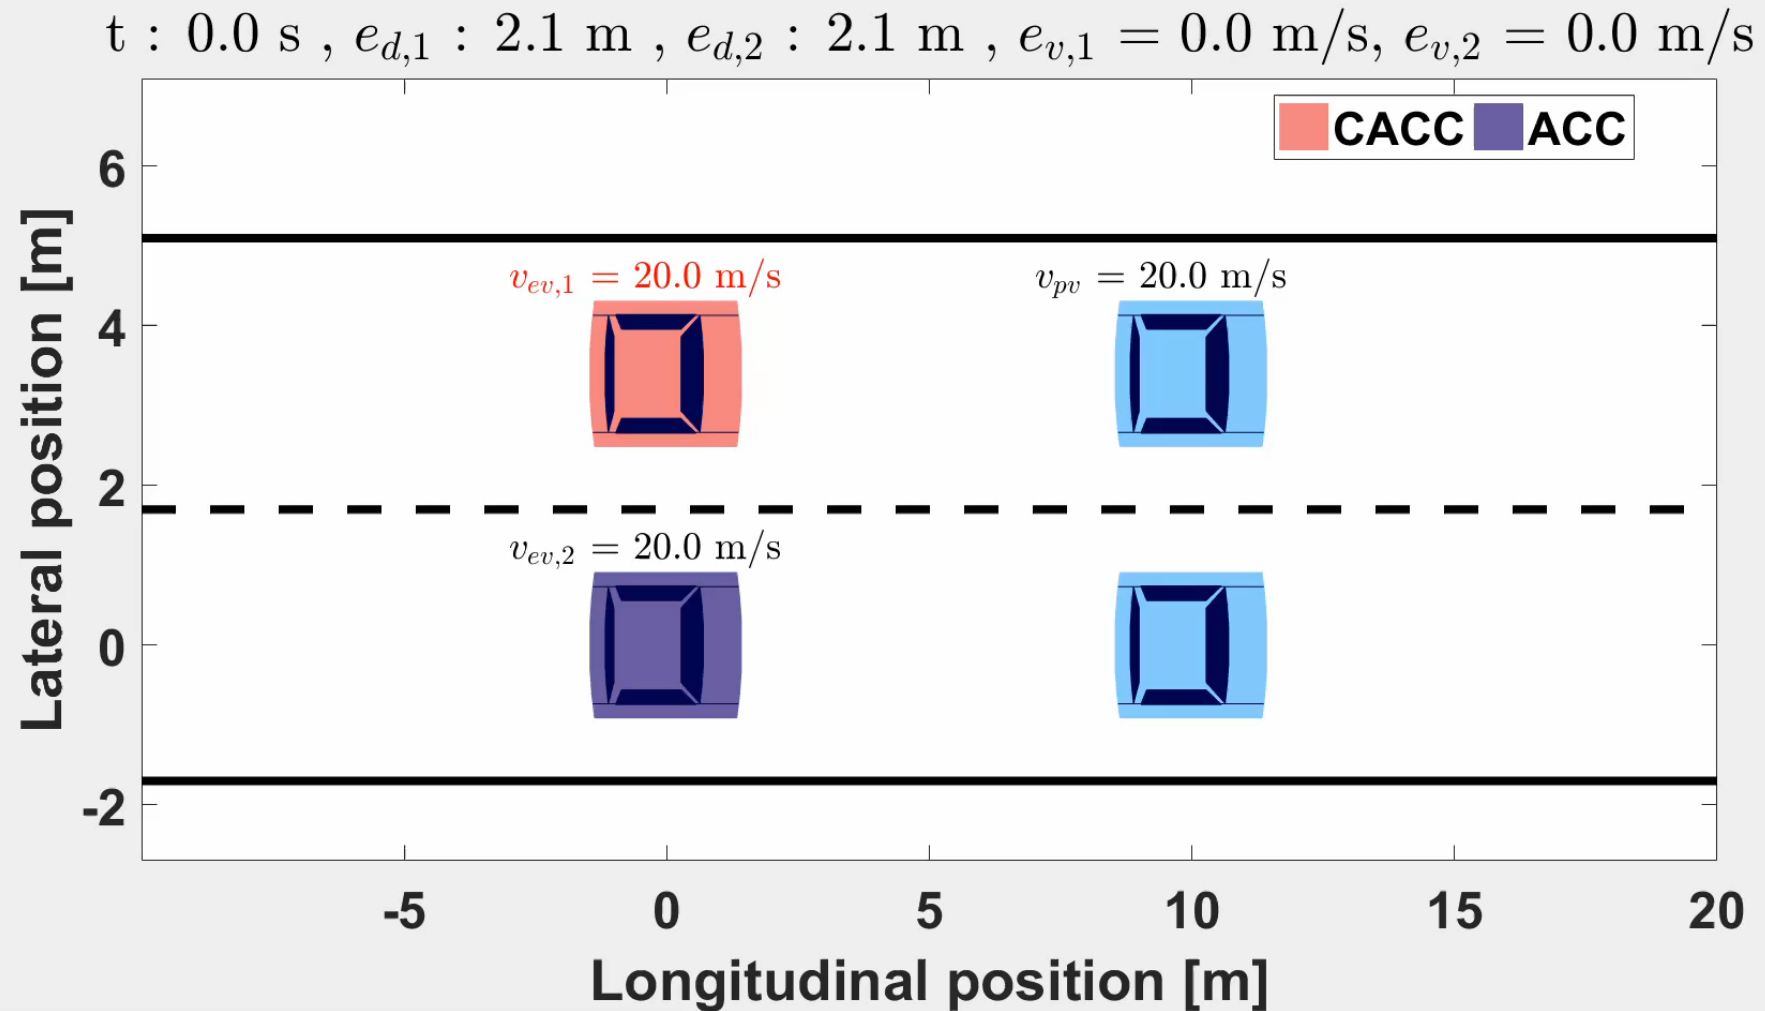 t : 0.0 s , e_{d,1} : 2.1 m , e_{d,2} : 2.1 m , e_{v,1} = 0.0 m/s, e_{v,2} = 0.0 m/s
CACC ACC
6
4
2
0
-2
Lateral position [m]
v_{ev,1} = 20.0 m/s
v_{pv} = 20.0 m/s
v_{ev,2} = 20.0 m/s
-5 0 5 10 15 20
Longitudinal position [m]